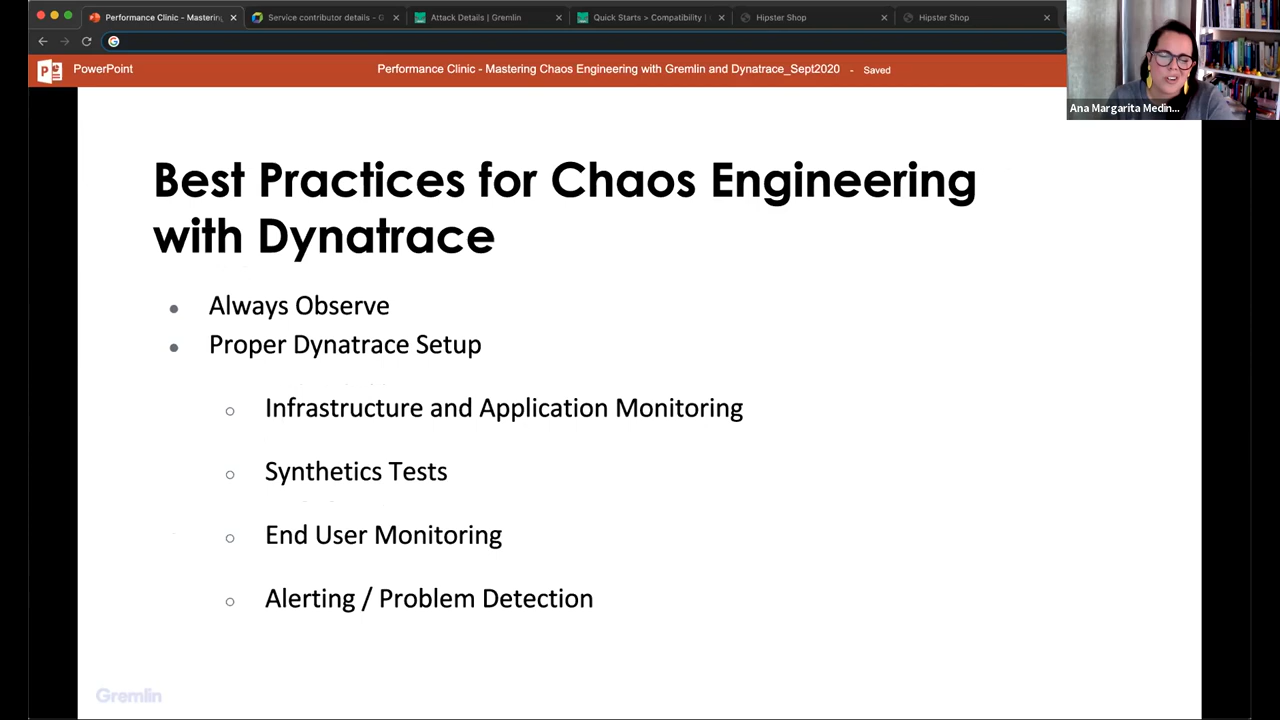 Performance Clinic - Mastering
Service contributor details - G
Attack Details | Gremlin
Quick Starts > Compatibility |
Hipster Shop
Hipster Shop
PowerPoint
Performance Clinic - Mastering Chaos Engineering with Gremlin and Dynatrace_Sept2020 - Saved
Ana Margarita Medin...
Best Practices for Chaos Engineering
with Dynatrace
Always Observe
Proper Dynatrace Setup
Infrastructure and Application Monitoring
Synthetics Tests
End User Monitoring
Alerting / Problem Detection
Gremlin